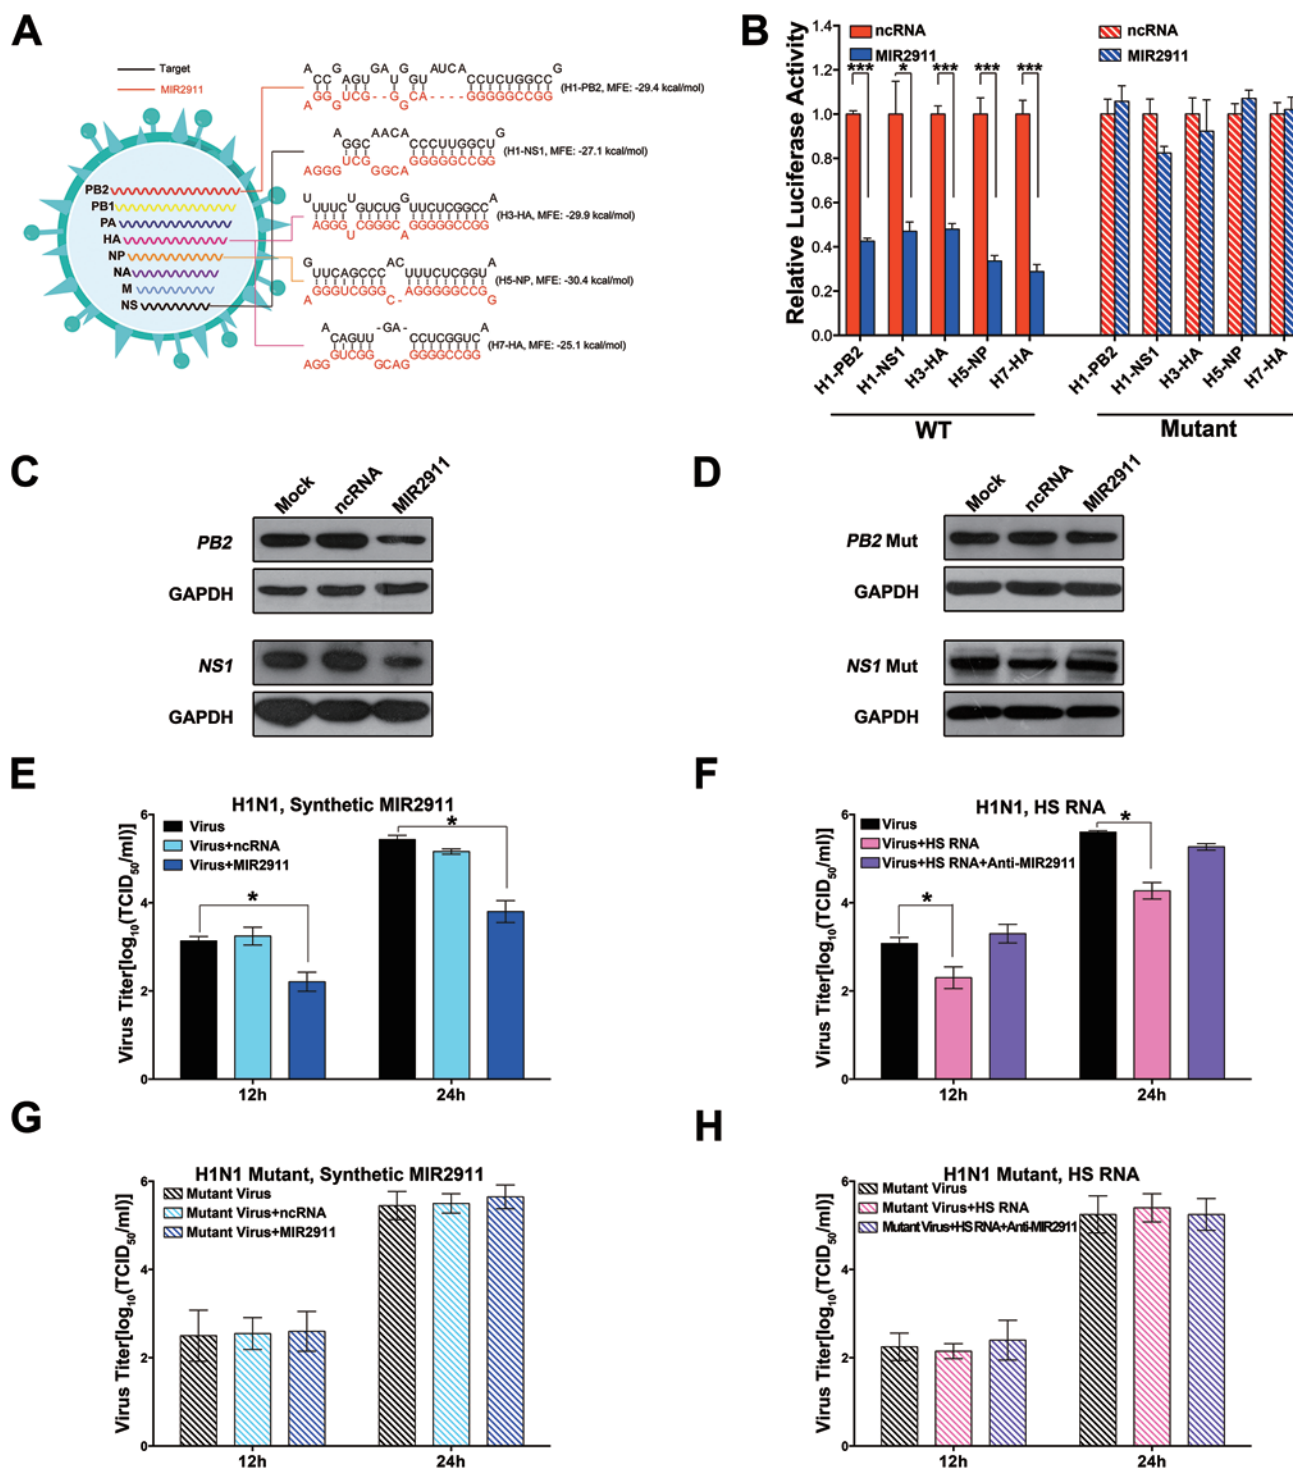 A
Target
MIR2911
PB2
PB1
PA
HA
NP
NA
M
NS
(H1-PB2, MFE: -29.4 kcal/mol)
(H1-NS1, MFE: -27.1 kcal/mol)
(H3-HA, MFE: -29.9 kcal/mol)
(H5-NP, MFE: -30.4 kcal/mol)
(H7-HA, MFE: -25.1 kcal/mol)
B
Relative Luciferase Activity
1.4
1.2
1.0
0.8
0.6
0.4
0.2
0.0
ncRNA
MIR2911
*** * *** *** ***
ncRNA
MIR2911
H1-PB2 H1-NS1 H3-HA H5-NP H7-HA
H1-PB2 H1-NS1 H3-HA H5-NP H7-HA
WT
Mutant
C
Mock ncRNA MIR2911
PB2
GAPDH
NS1
GAPDH
D
Mock ncRNA MIR2911
PB2 Mut
GAPDH
NS1 Mut
GAPDH
E
H1N1, Synthetic MIR2911
Virus Titer[log10(TCID50/ml)]
6
4
2
0
Virus
Virus+ncRNA
Virus+MIR2911
* *
12h 24h
F
H1N1, HS RNA
Virus Titer[log10(TCID50/ml)]
6
4
2
0
Virus
Virus+HS RNA
Virus+HS RNA+Anti-MIR2911
* *
12h 24h
G
H1N1 Mutant, Synthetic MIR2911
Virus Titer[log10(TCID50/ml)]
6
4
2
0
Mutant Virus
Mutant Virus+ncRNA
Mutant Virus+MIR2911
12h 24h
H
H1N1 Mutant, HS RNA
Virus Titer[log10(TCID50/ml)]
6
4
2
0
Mutant Virus
Mutant Virus+HS RNA
Mutant Virus+HS RNA+Anti-MIR2911
12h 24h